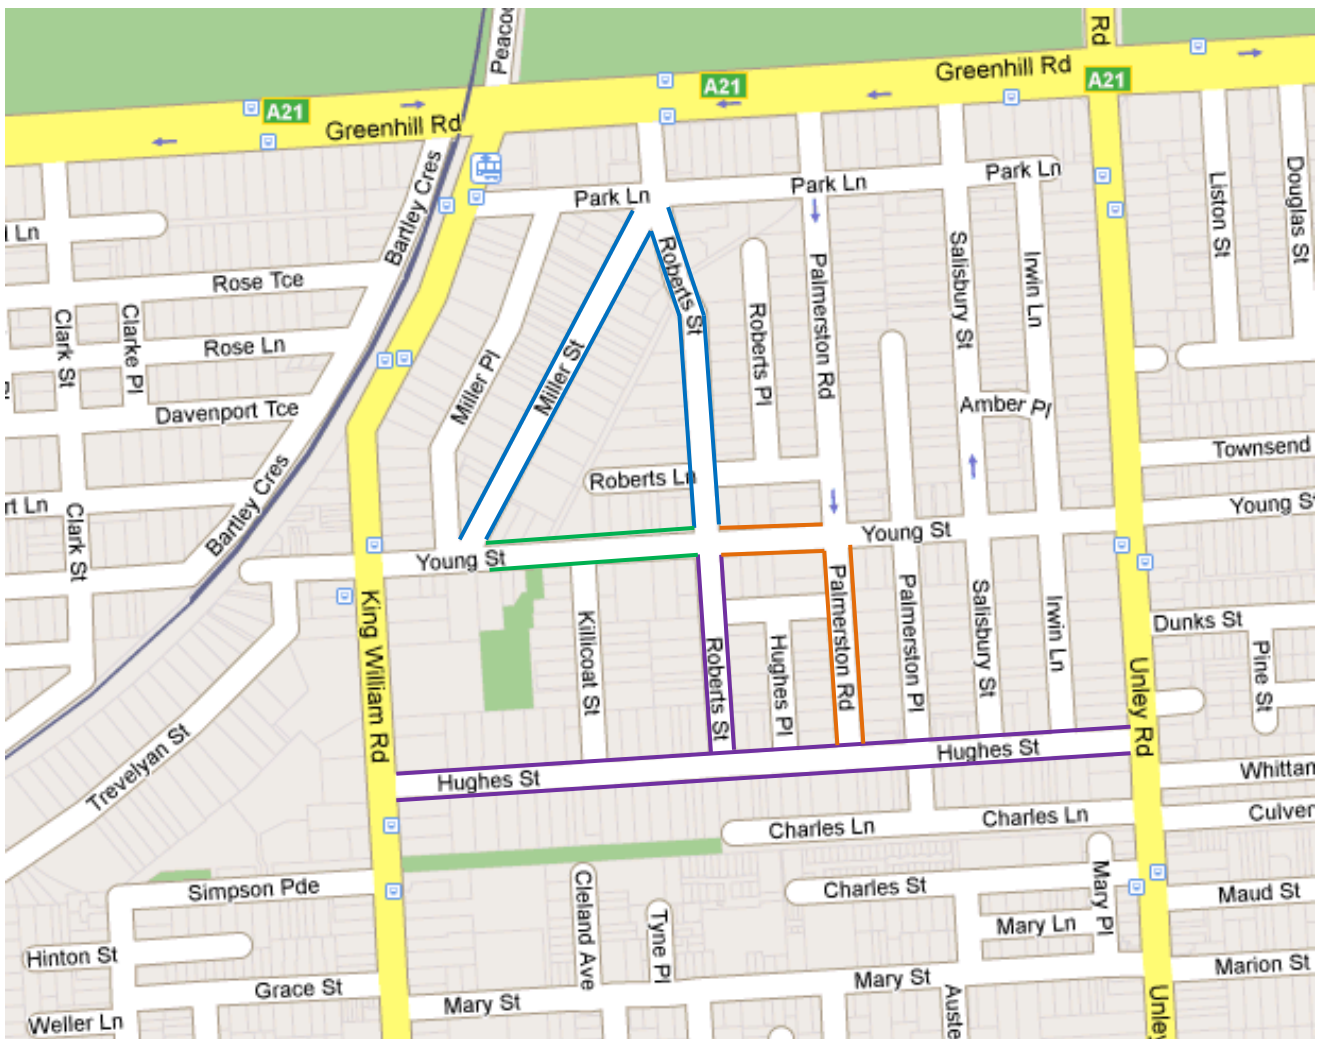 Peaco
Rd
Greenhill Rd
A21
A21
A21
Greenhill Rd
Bartley Cres
Park Ln
Park Ln
Park Ln
Liston St
Douglas St
Ln
Rose Tce
Roberts St
Palmerston Rd
Salisbury St
Irwin Ln
Clark St
Clarke Pl
Rose Ln
Miller Pl
Miller St
Roberts Pl
Davenport Tce
Amber Pl
Townsend
Roberts Ln
rt Ln
Clark St
Bartley Cres
Young St
Young St
Young St
King William Rd
Killicoat St
Roberts St
Hughes Pl
Palmerston Rd
Palmerston Pl
Salisbury St
Irwin Ln
Dunks St
Pine St
Unley Rd
Trevelyan St
Hughes St
Hughes St
Whittan
Charles Ln
Charles Ln
Culver
Simpson Pde
Cleland Ave
Charles St
Mary Pl
Maud St
Tyne Pl
Mary Ln
Hinton St
Grace St
Mary St
Mary St
Marion St
Weller Ln
Auste
Unley